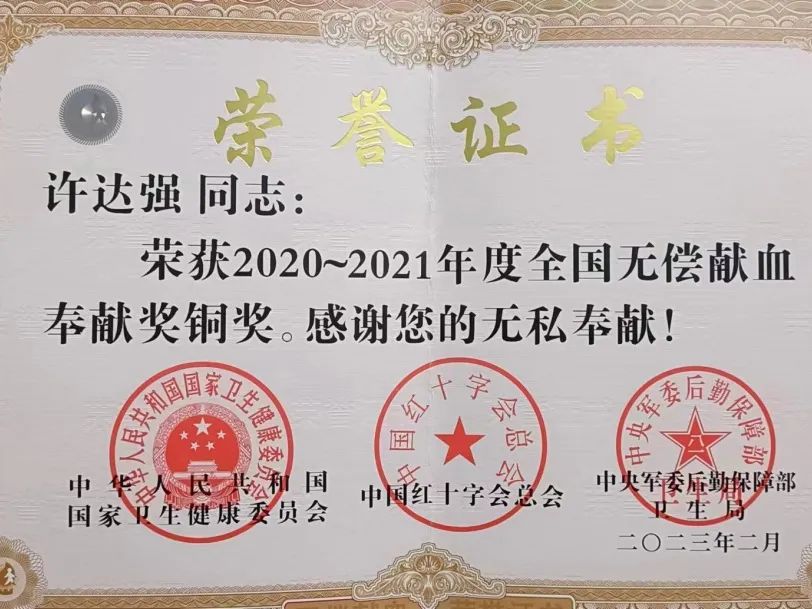 荣誉证书
许达强 同志：
荣获2020~2021年度全国无偿献血
奉献奖铜奖。感谢您的无私奉献！
中华人民共和国国家卫生健康委员会
中国红十字会总会
中央军委后勤保障部
卫生局
中华人民共和国
国家卫生健康委员会
中国红十字会总会
中央军委后勤保障部
卫生局
二〇二三年二月